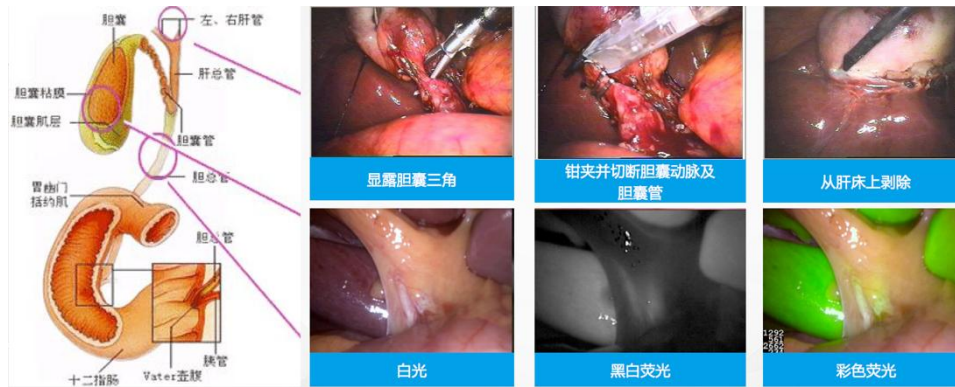 胆囊
左、右肝管
肝总管
胆囊粘膜
胆囊肌层
胆囊管
胆总管
胃幽门
括约肌
胆总管
胰管
十二指肠
Vater壶腹
显露胆囊三角
钳夹并切断胆囊动脉及
胆囊管
从肝床上剥除
白光
黑白荧光
彩色荧光
1292